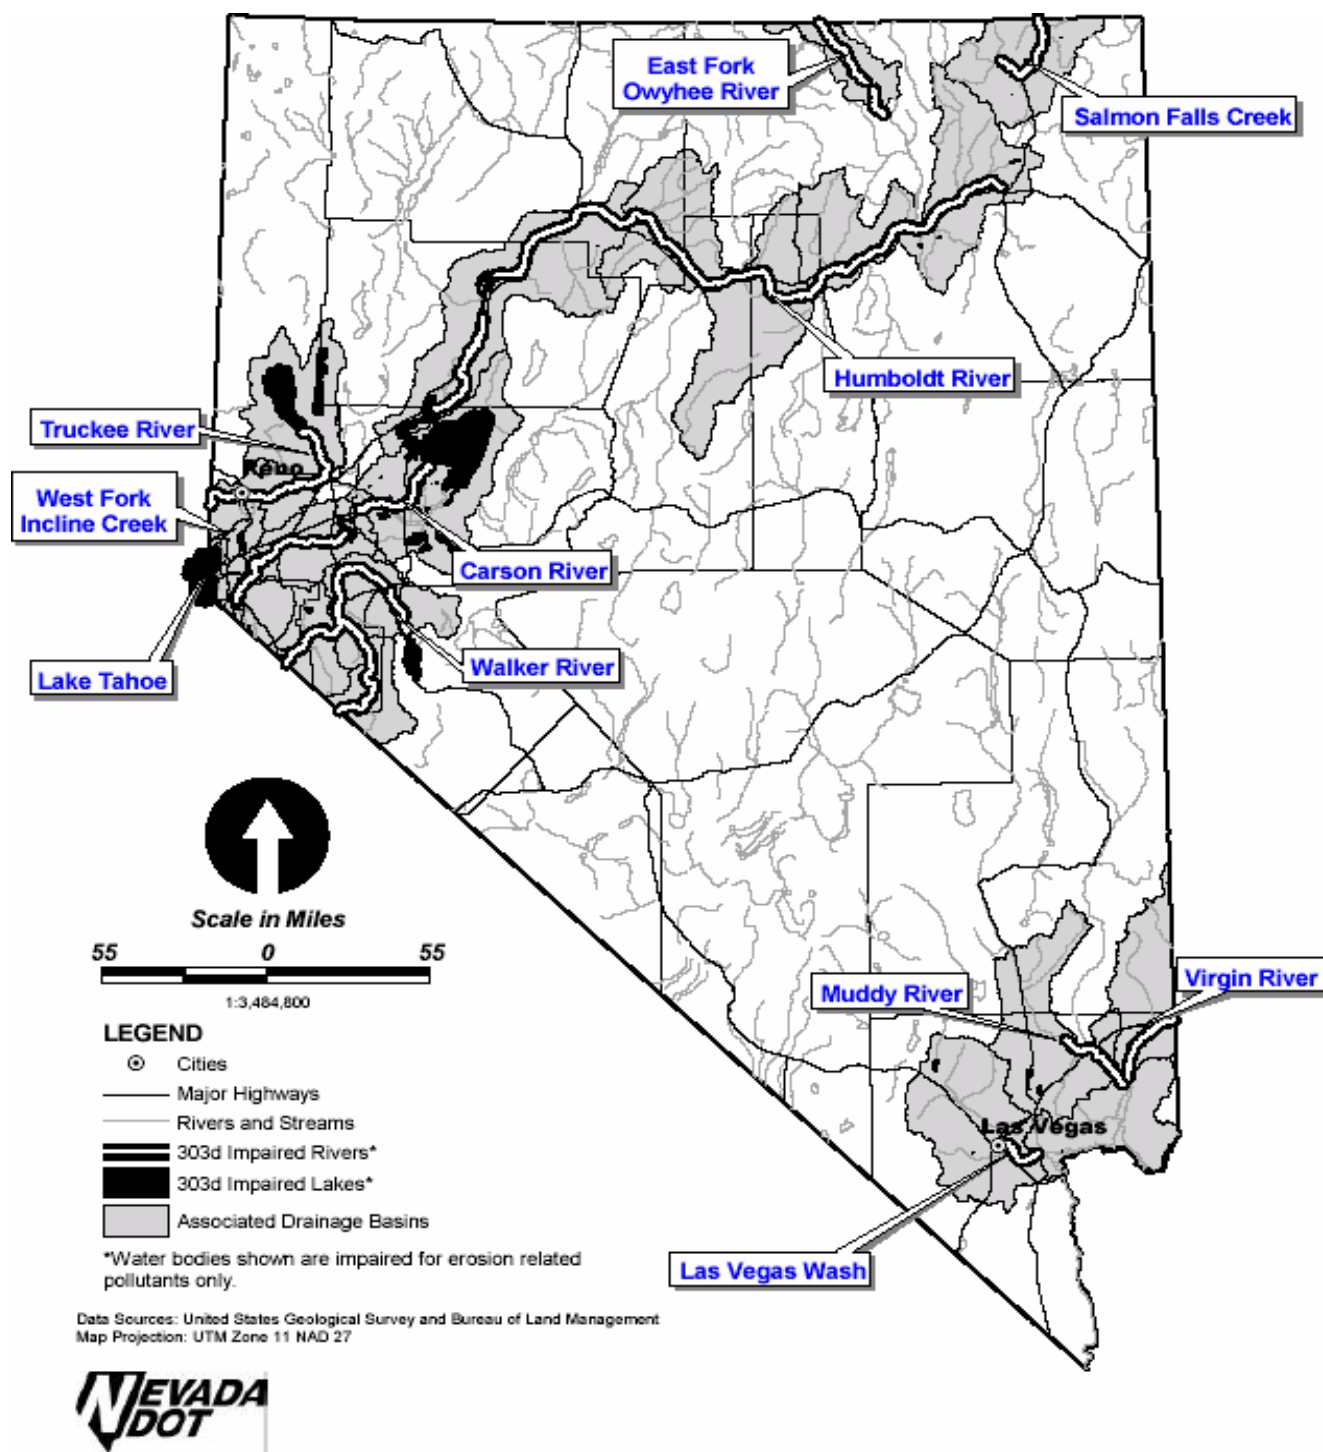 East Fork
Owyhee River
Salmon Falls Creek
Humboldt River
Truckee River
Reno
West Fork
Incline Creek
Carson River
Walker River
Lake Tahoe
Scale in Miles
55 0 55
1:3,484,800
Muddy River
Virgin River
LEGEND
Cities
Major Highways
Rivers and Streams
303d Impaired Rivers*
303d Impaired Lakes*
Associated Drainage Basins
Las Vegas
Las Vegas Wash
*Water bodies shown are impaired for erosion related
pollutants only.
Data Sources: United States Geological Survey and Bureau of Land Management
Map Projection: UTM Zone 11 NAD 27
NEVADA
DOT